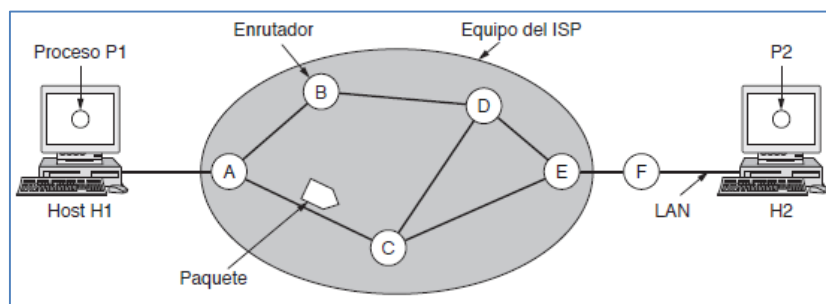 Enrutador
Equipo del ISP
Proceso P1
P2
B
D
A
E
F
C
Host H1
LAN
H2
Paquete